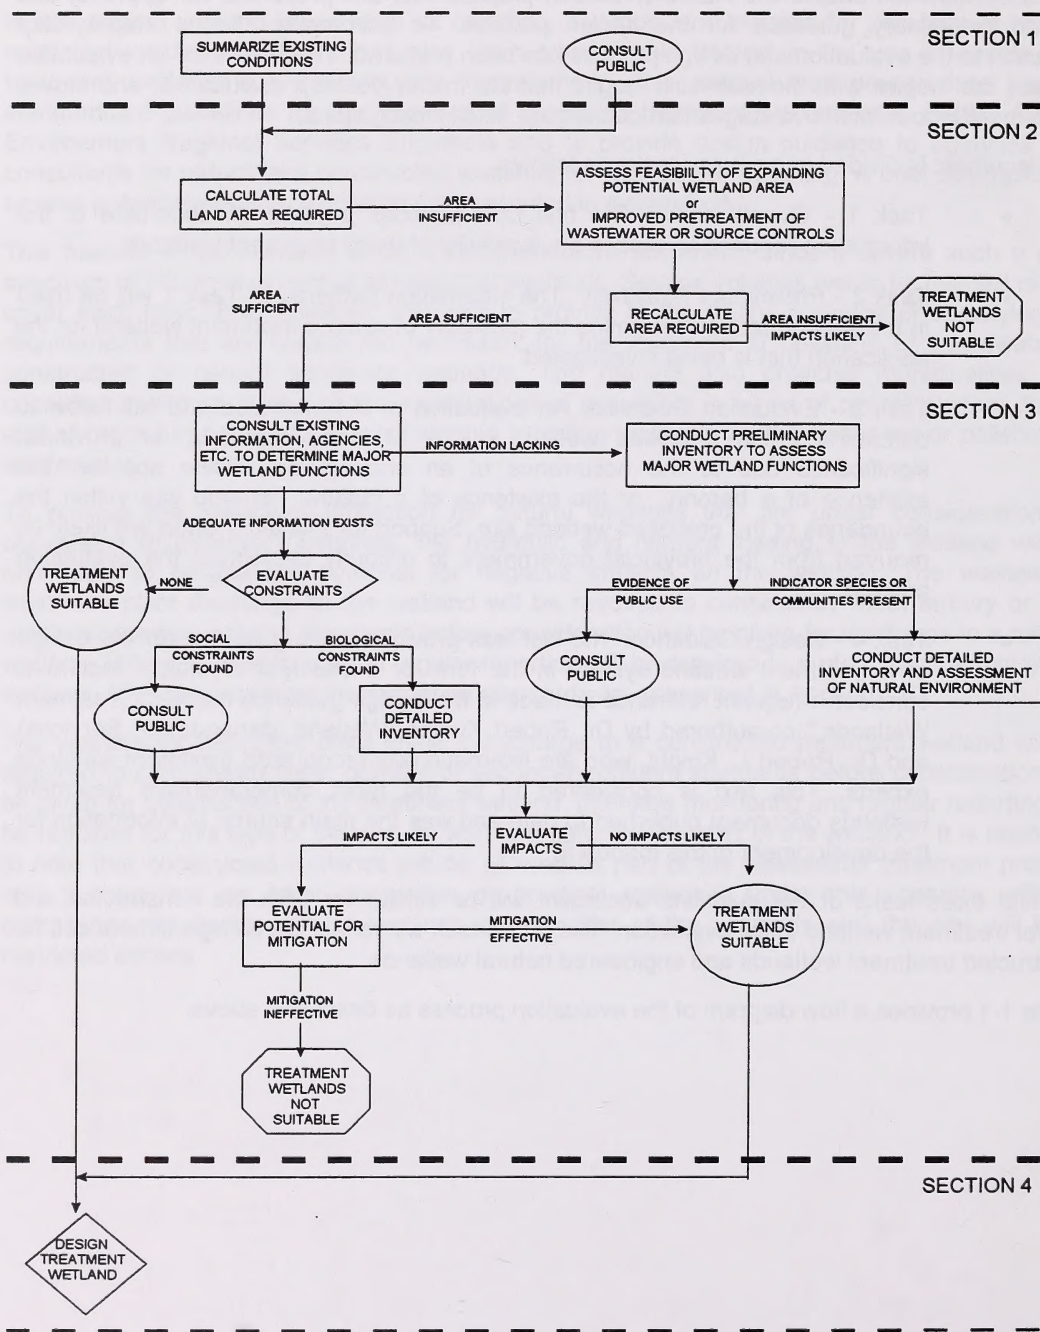 SUMMARIZE EXISTING
CONDITIONS
CONSULT
PUBLIC
SECTION 1
SECTION 2
CALCULATE TOTAL
LAND AREA REQUIRED
AREA
INSUFFICIENT
ASSESS FEASIBILTY OF EXPANDING
POTENTIAL WETLAND AREA
or
IMPROVED PRETREATMENT OF
WASTEWATER OR SOURCE CONTROLS
AREA
SUFFICIENT
AREA SUFFICIENT
RECALCULATE
AREA REQUIRED
AREA INSUFFICIENT
IMPACTS LIKELY
TREATMENT
WETLANDS
NOT
SUITABLE
SECTION 3
CONSULT EXISTING
INFORMATION, AGENCIES,
ETC. TO DETERMINE MAJOR
WETLAND FUNCTIONS
INFORMATION LACKING
CONDUCT PRELIMINARY
INVENTORY TO ASSESS
MAJOR WETLAND FUNCTIONS
ADEQUATE INFORMATION EXISTS
TREATMENT
WETLANDS
SUITABLE
NONE
EVALUATE
CONSTRAINTS
EVIDENCE OF
PUBLIC USE
INDICATOR SPECIES OR
COMMUNITIES PRESENT
SOCIAL
CONSTRAINTS
FOUND
BIOLOGICAL
CONSTRAINTS
FOUND
CONSULT
PUBLIC
CONDUCT DETAILED
INVENTORY AND ASSESSMENT
OF NATURAL ENVIRONMENT
CONSULT
PUBLIC
CONDUCT
DETAILED
INVENTORY
IMPACTS LIKELY
EVALUATE
IMPACTS
NO IMPACTS LIKELY
EVALUATE
POTENTIAL FOR
MITIGATION
MITIGATION
EFFECTIVE
TREATMENT
WETLANDS
SUITABLE
MITIGATION
INEFFECTIVE
TREATMENT
WETLANDS
NOT
SUITABLE
SECTION 4
DESIGN
TREATMENT
WETLAND